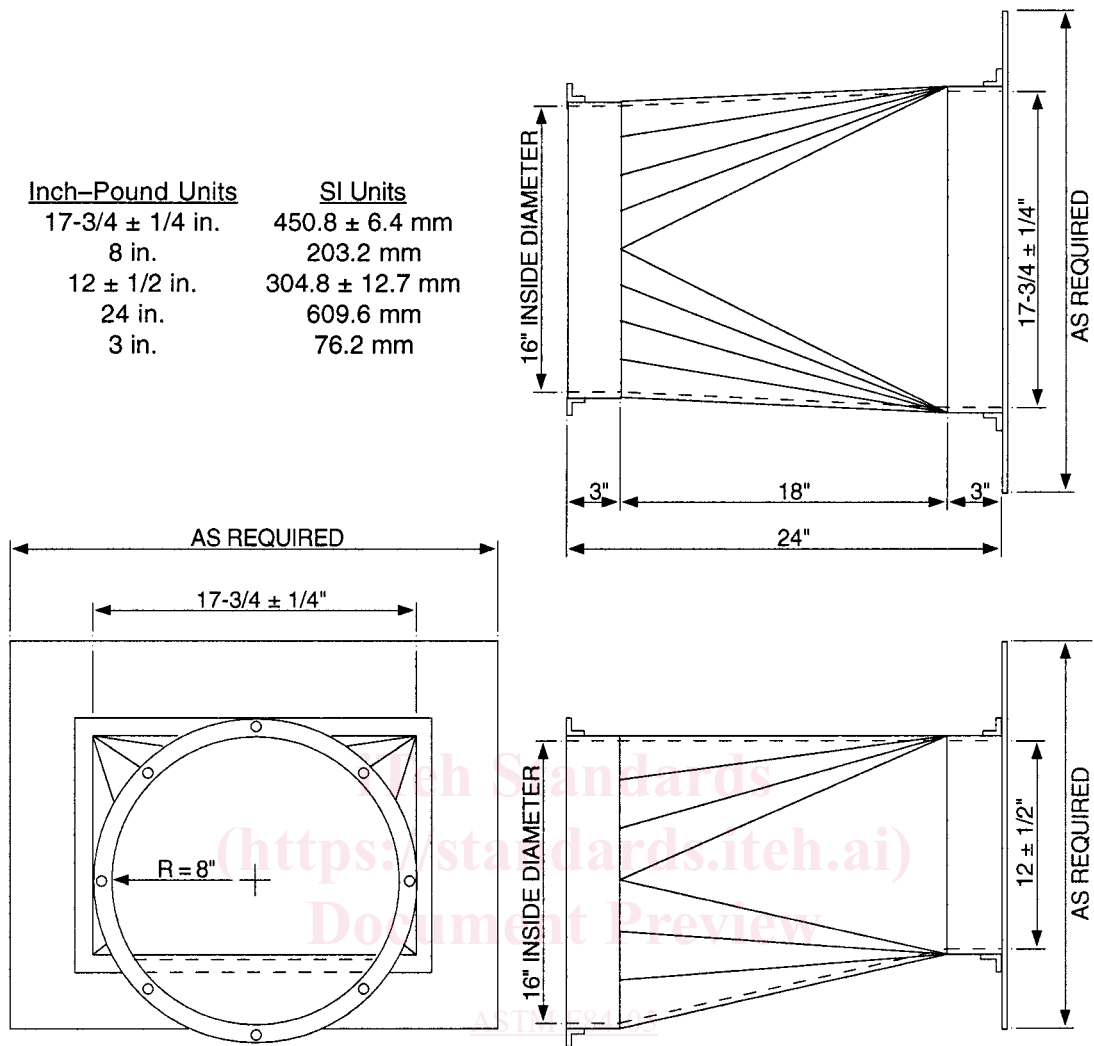 Inch–Pound Units SI Units
17-3/4 ± 1/4 in. 450.8 ± 6.4 mm
8 in. 203.2 mm
12 ± 1/2 in. 304.8 ± 12.7 mm
24 in. 609.6 mm
3 in. 76.2 mm
16" INSIDE DIAMETER
17-3/4 ± 1/4"
AS REQUIRED
3" 18" 3"
24"
AS REQUIRED
17-3/4 ± 1/4"
R = 8"
16" INSIDE DIAMETER
12 ± 1/2"
AS REQUIRED
iTeh Standards
(https://standards.iteh.ai)
Document Preview